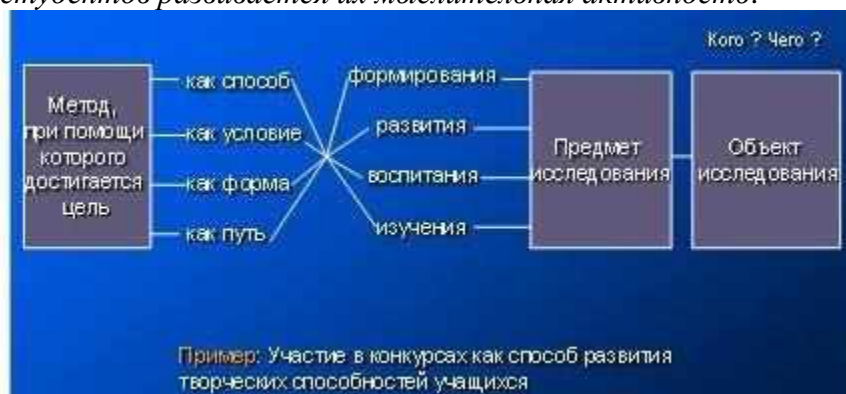 студентов развивается их мыслительная активность.
Кого ? Чего ?
Метод,
при помощи
которого
достигается
цель
как способ
как условие
как форма
как путь
формирования
развития
воспитания
изучения
Предмет
исследования
Объект
исследования
Пример: Участие в конкурсах как способ развития
творческих способностей учащихся